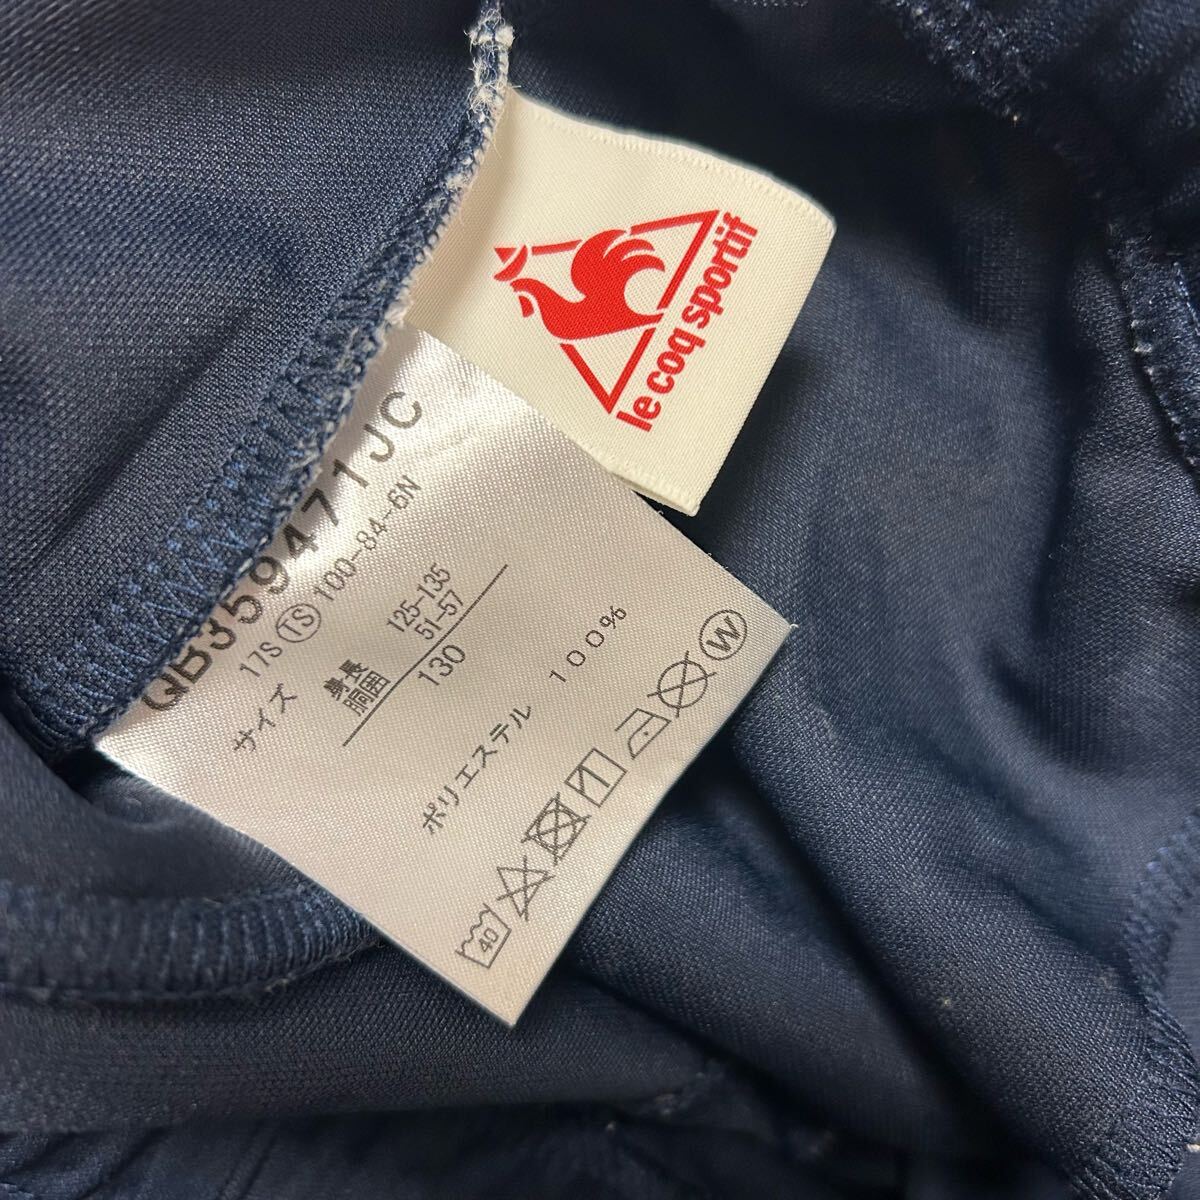 le coq sportif
QB359471JC
17S TS 100-84-6N
サイズ
身長 125-135
胴囲 51-57
130
ポリエステル 100%
40
W